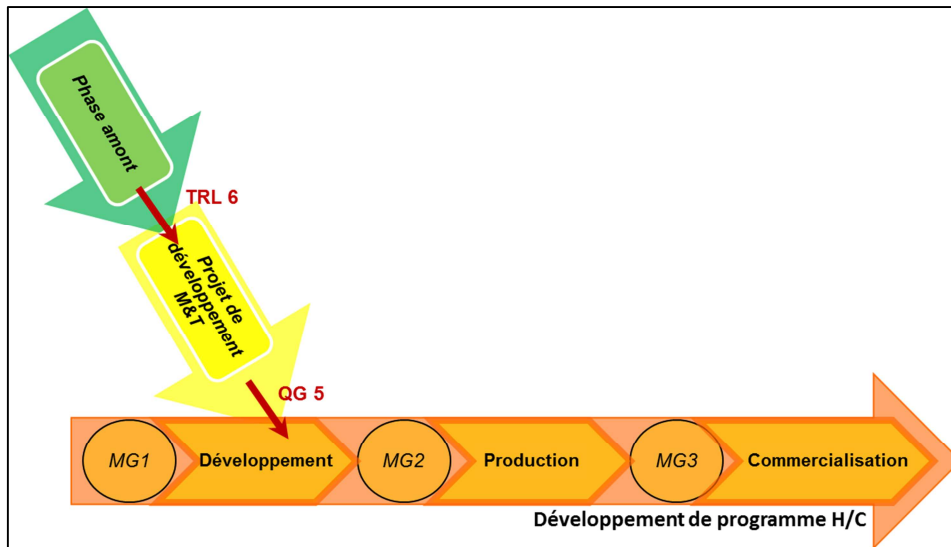 Phase amont
TRL 6
Projet de
développement
M&T
QG 5
MG1
Développement
MG2
Production
MG3
Commercialisation
Développement de programme H/C